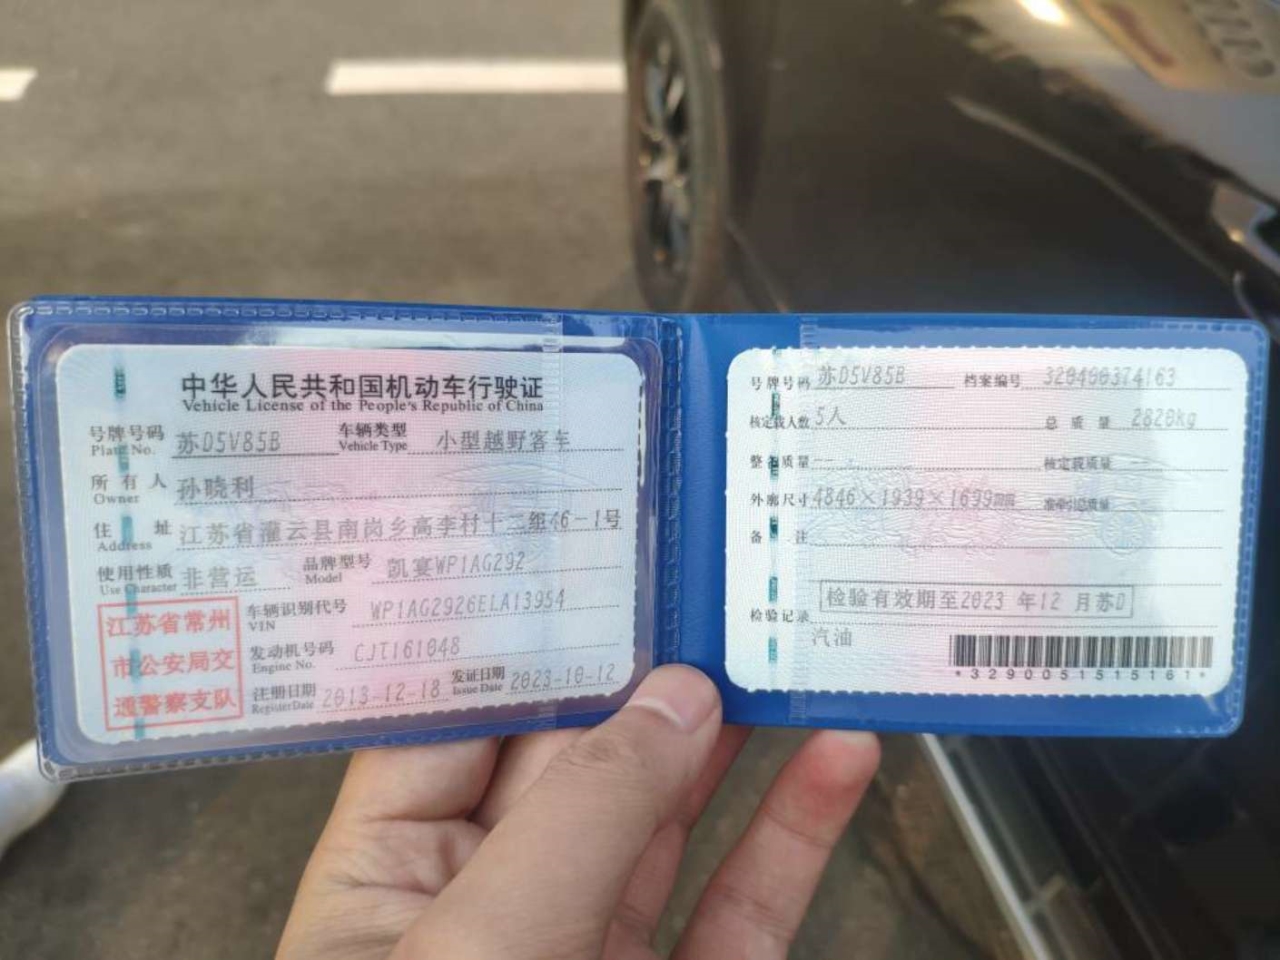 中华人民共和国机动车行驶证
Vehicle License of the People's Republic of China
号牌号码 苏D5V85B 车辆类型 小型越野客车
Plate No. Vehicle Type
所有人 孙晓利
Owner
住址 江苏省灌云县南岗乡高李村十二组46-1号
Address
使用性质 非营运 品牌型号 凯宴WP1AG292
Use Character Model
江苏省常州
市公安局交
通警察支队
车辆识别代号 WP1AG2926ELA13954
VIN
发动机号码 CJT161048
Engine No.
注册日期 2013-12-18 发证日期 2023-10-12
Register Date Issue Date
号牌号码 苏D5V85B 档案编号 320400374163
核定载人数 5人 总质量 2820kg
整备质量 -- 核定载质量 --
外廓尺寸 4846×1939×1699mm 准牵引总质量
备注
检验有效期至2023年12月苏D
检验记录
汽油
*3290051515161*